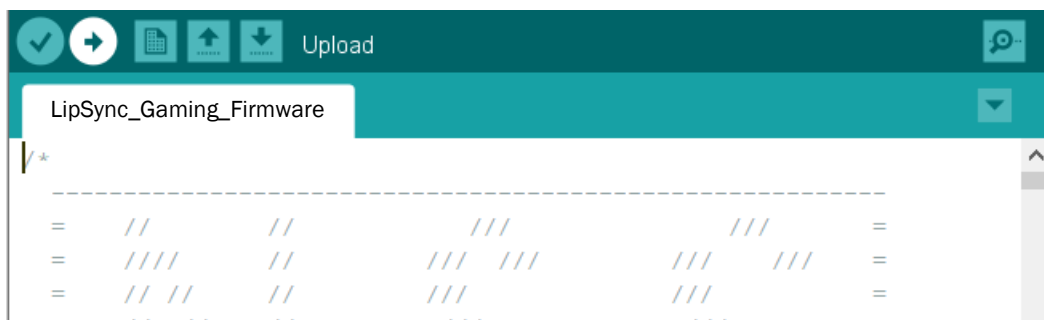 Upload
LipSync_Gaming_Firmware
/*
----------------------------------------------------------
=    //        //             ///               ///     =
=    ////      //          ///  ///         ///    ///  =
=    // //     //          ///              ///         =